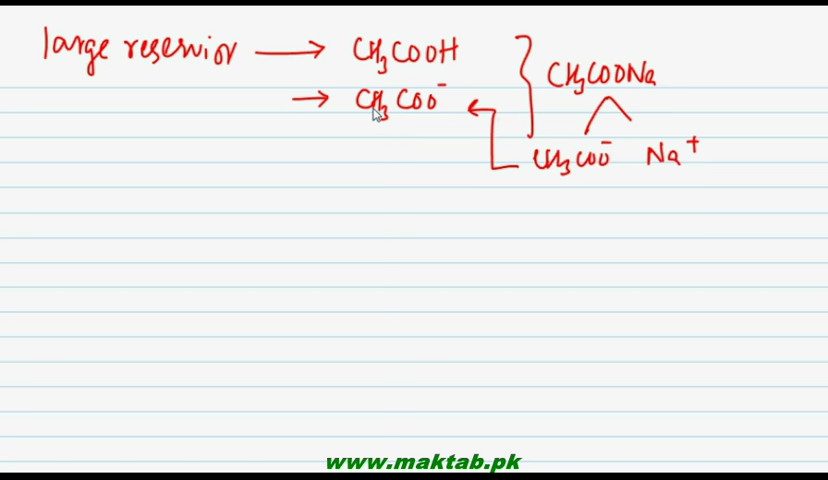 large reservior → CH₃COOH
→ CH₃COO⁻
CH₃COONa
CH₃COO⁻ Na⁺
www.maktab.pk